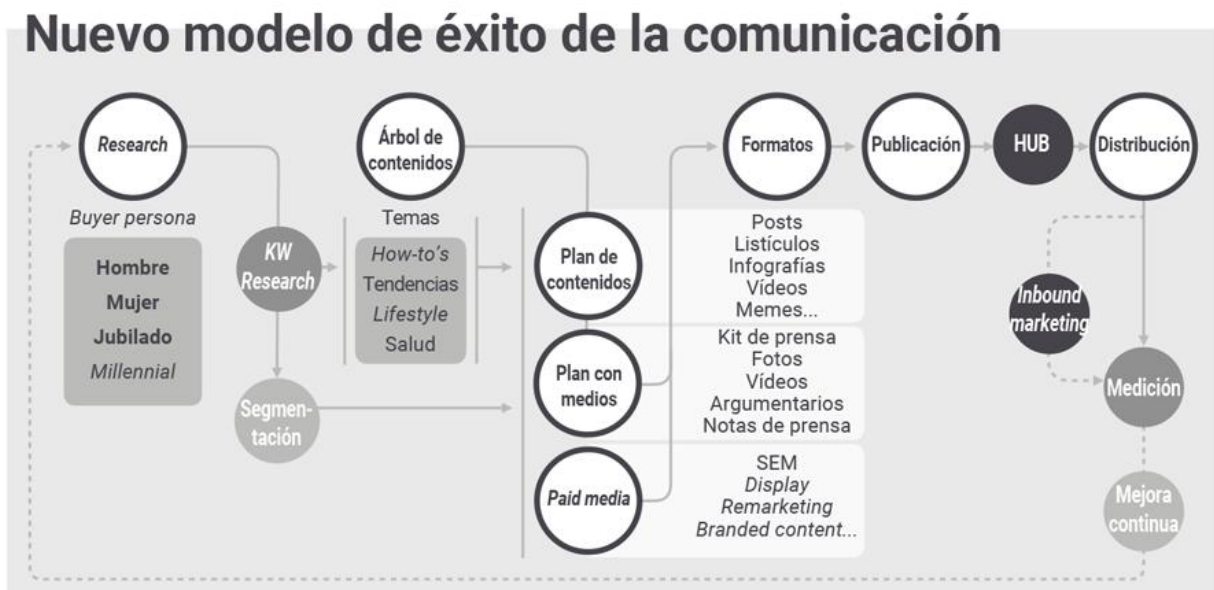 Nuevo modelo de éxito de la comunicación
Research
Buyer persona
Hombre
Mujer
Jubilado
Millennial
KW
Research
Segmen-
tación
Árbol de
contenidos
Temas
How-to's
Tendencias
Lifestyle
Salud
Plan de
contenidos
Plan con
medios
Paid media
Formatos
Posts
Listículos
Infografías
Vídeos
Memes...
Kit de prensa
Fotos
Vídeos
Argumentarios
Notas de prensa
SEM
Display
Remarketing
Branded content...
Publicación
HUB
Distribución
Inbound
marketing
Medición
Mejora
continua